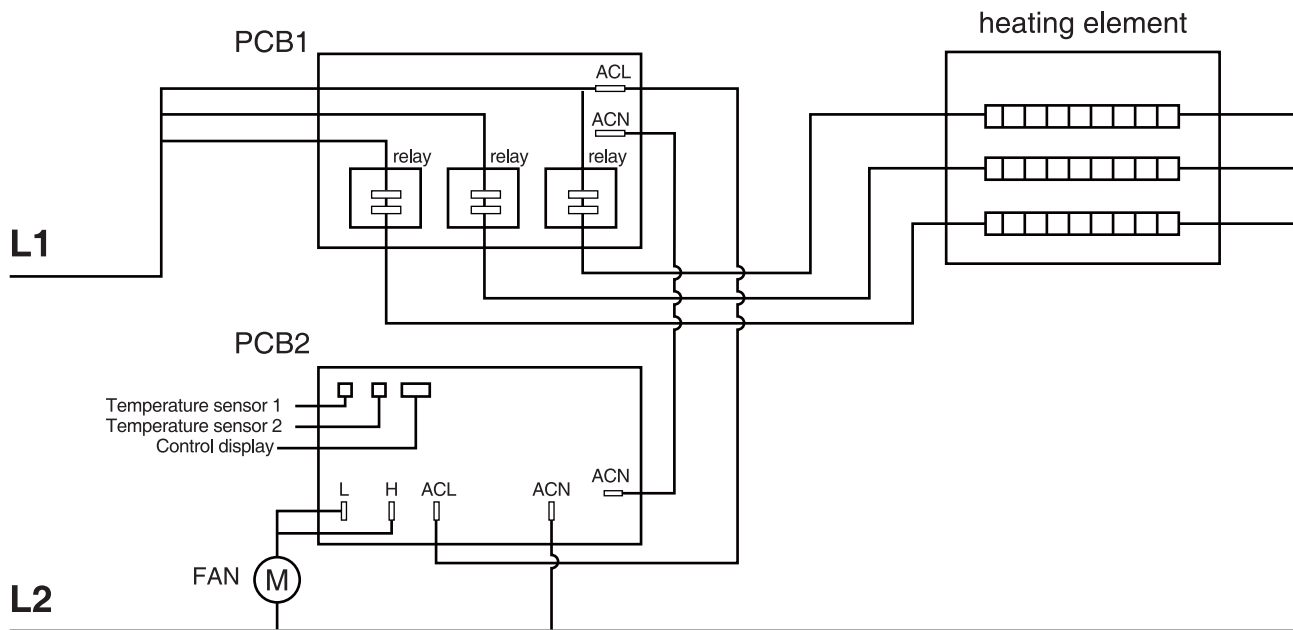 heating element
PCB1
ACL
ACN
relay
relay
relay
L1
PCB2
Temperature sensor 1
Temperature sensor 2
Control display
L
H
ACL
ACN
ACN
FAN
M
L2